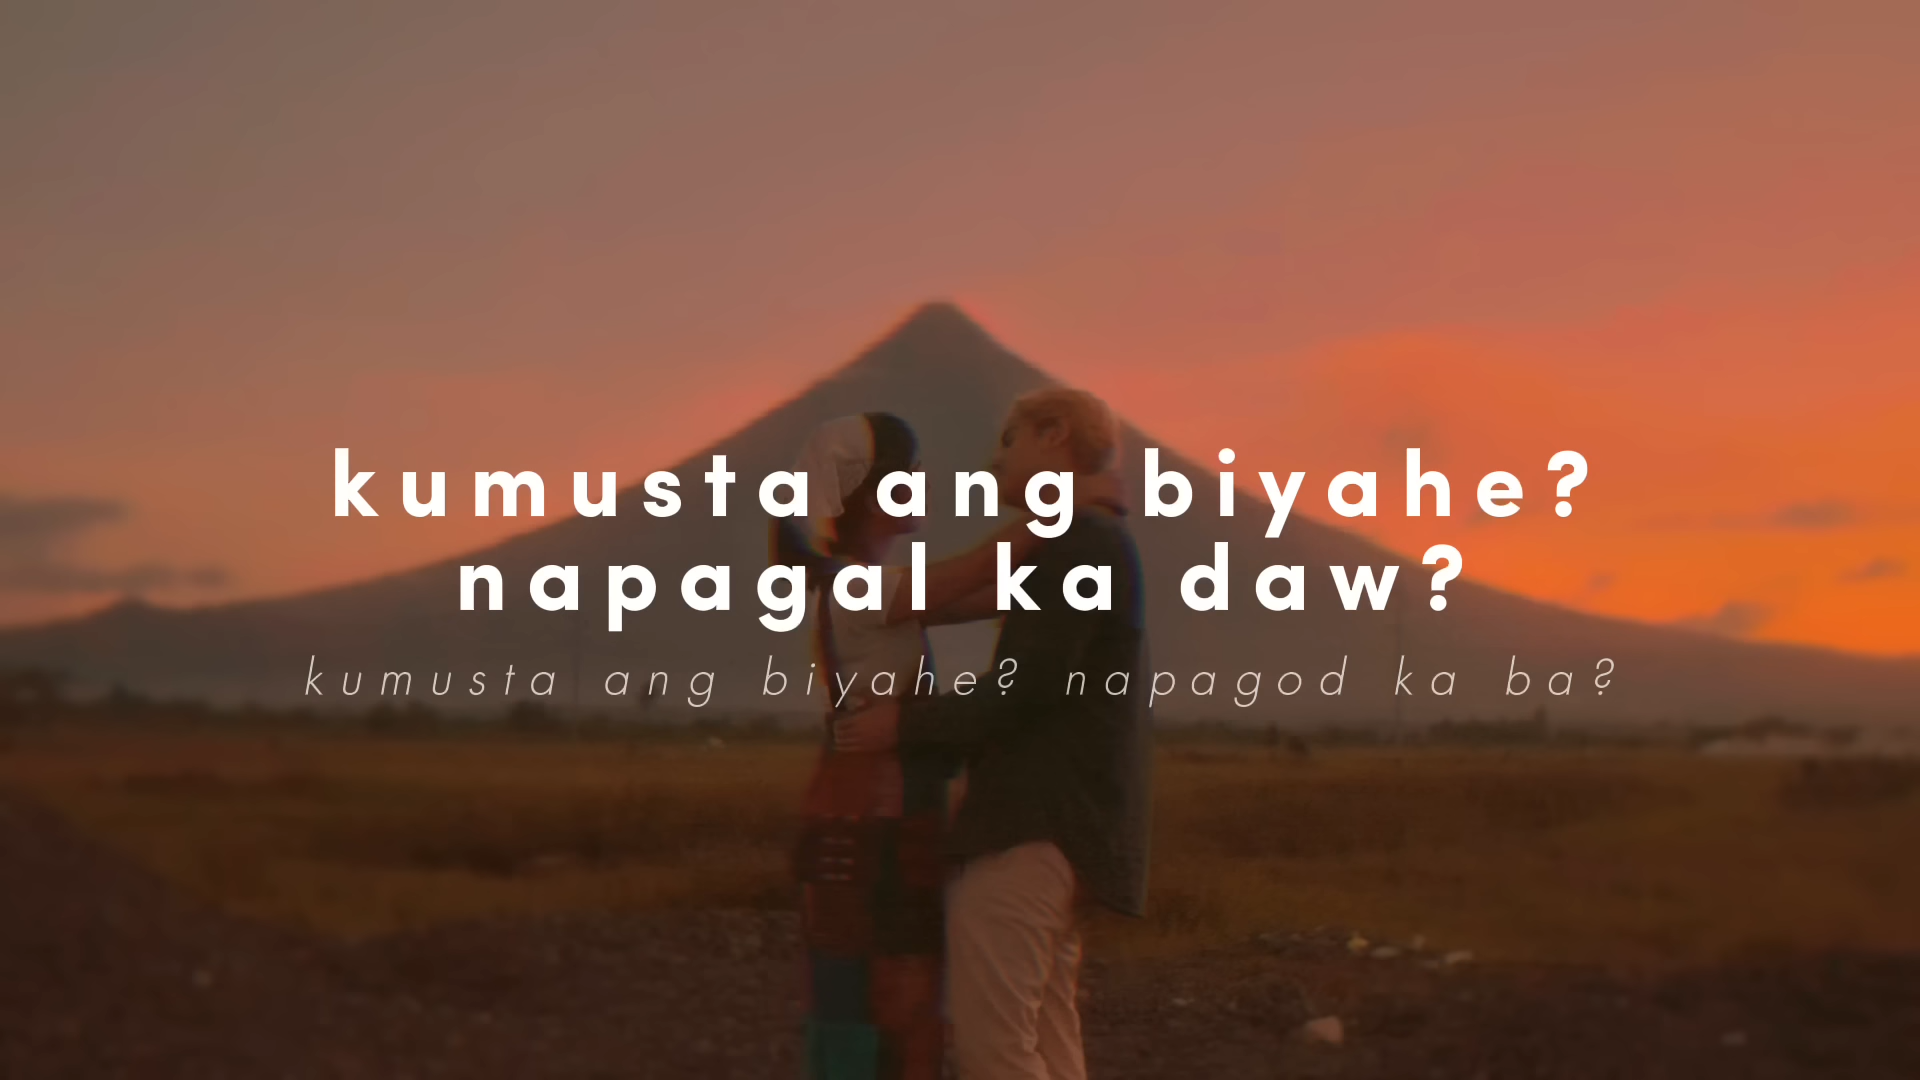 kumusta ang biyahe?
napagal ka daw?
kumusta ang biyahe? napagod ka ba?